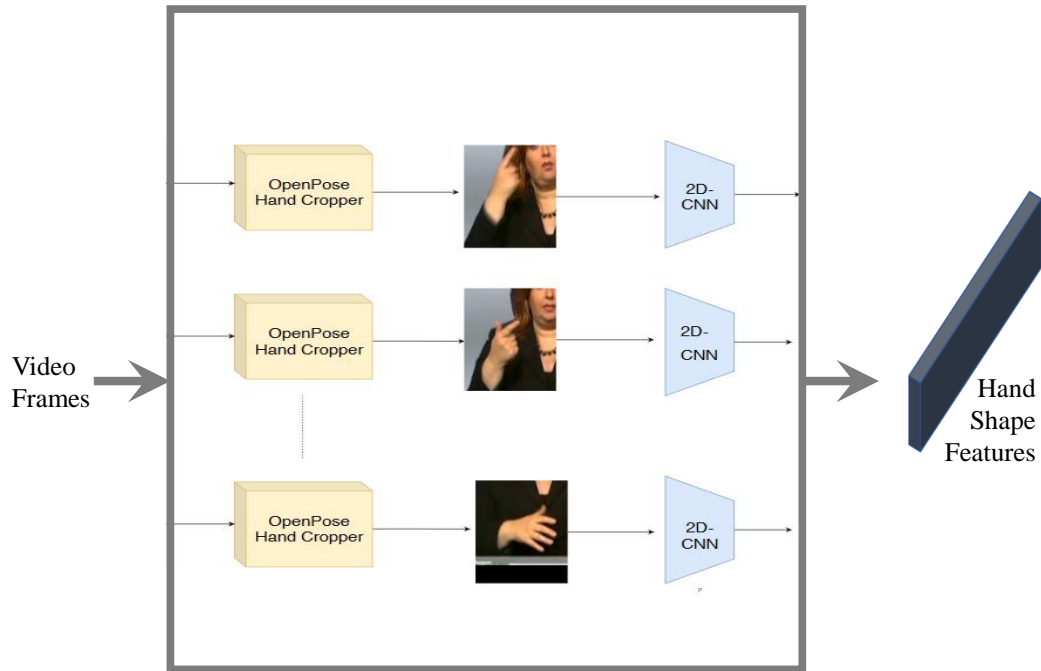 OpenPose
Hand Cropper
2D-
CNN
OpenPose
Hand Cropper
2D-
CNN
Video
Frames
Hand
Shape
Features
OpenPose
Hand Cropper
2D-
CNN